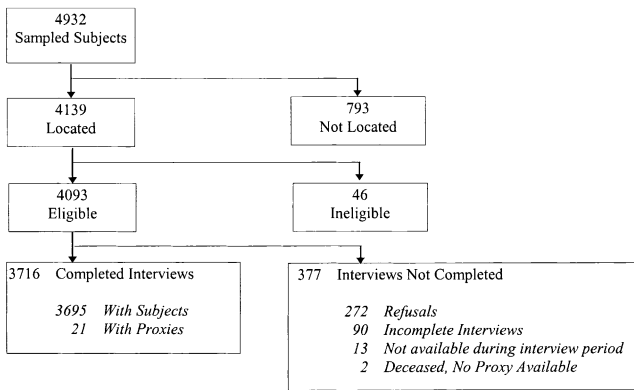 4932
Sampled Subjects
4139
Located
793
Not Located
4093
Eligible
46
Ineligible
3716 Completed Interviews
3695 With Subjects
21 With Proxies
377 Interviews Not Completed
272 Refusals
90 Incomplete Interviews
13 Not available during interview period
2 Deceased, No Proxy Available